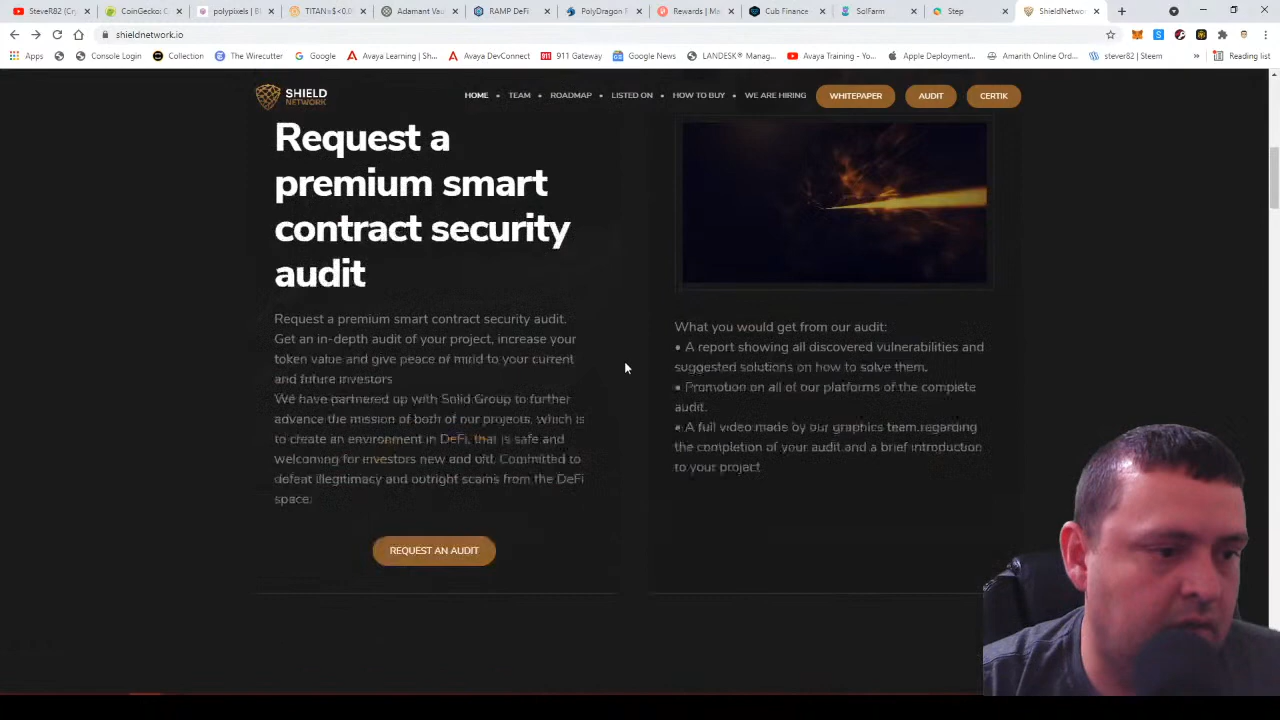 SteveR82 (Cry
CoinGecko: C
polypixels | B
TITAN=$<0.0
Adamant Vau
RAMP DeFi
PolyDragon F
Rewards | Ma
Cub Finance
SolFarm
Step
ShieldNetwor
shieldnetwork.io
Apps
Console Login
Collection
The Wirecutter
Google
Avaya Learning | Sh...
Avaya DevConnect
911 Gateway
Google News
LANDESK® Manag...
Avaya Training - Yo...
Apple Deployment...
Amarith Online Ord...
stever82 | Steem
»
Reading list
SHIELD
NETWORK
HOME • TEAM • ROADMAP • LISTED ON • HOW TO BUY • WE ARE HIRING
WHITEPAPER
AUDIT
CERTIK
Request a
premium smart
contract security
audit
Request a premium smart contract security audit.
Get an in-depth audit of your project, increase your
token value and give peace of mind to your current
and future investors
We have partnered up with Solid Group to further
advance the mission of both of our projects, which is
to create an environment in DeFi, that is safe and
welcoming for investors new and old. Committed to
defeat illegitimacy and outright scams from the DeFi
space.
REQUEST AN AUDIT
What you would get from our audit:
• A report showing all discovered vulnerabilities and
suggested solutions on how to solve them.
• Promotion on all of our platforms of the complete
audit.
• A full video made by our graphics team regarding
the completion of your audit and a brief introduction
to your project